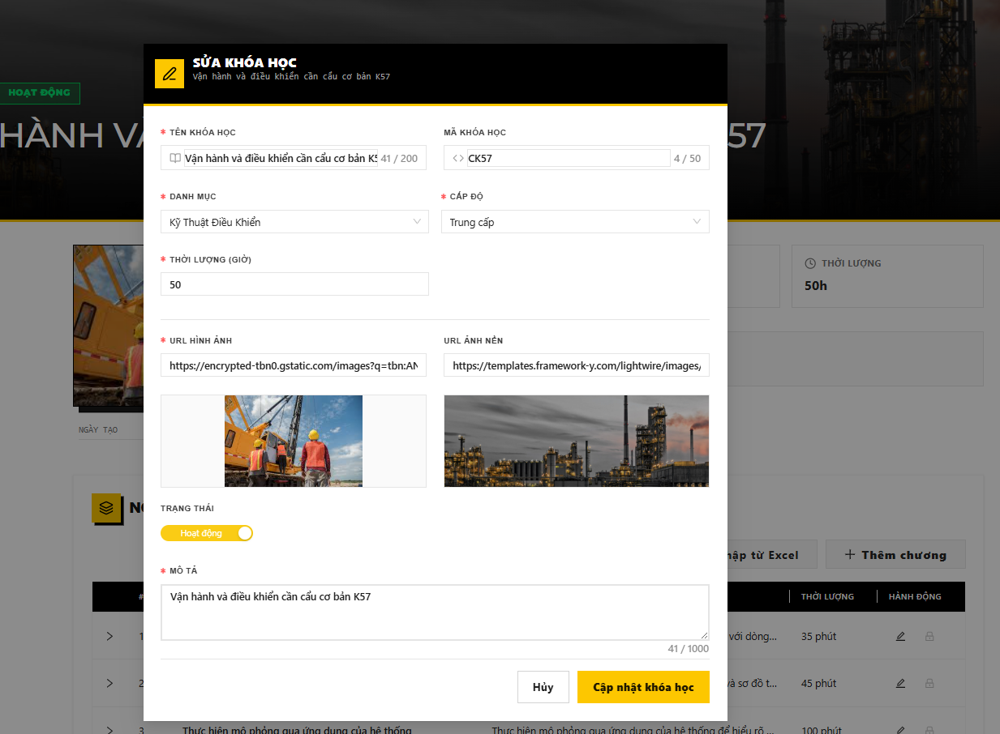 SỬA KHÓA HỌC
Vận hành và điều khiển cần cẩu cơ bản K57
HOẠT ĐỘNG
HÀNH VÀ
57
* TÊN KHÓA HỌC
MÃ KHÓA HỌC
Vận hành và điều khiển cần cẩu cơ bản K5
41 / 200
<> CK57
4 / 50
* DANH MỤC
* CẤP ĐỘ
Kỹ Thuật Điều Khiển
Trung cấp
* THỜI LƯỢNG (GIỜ)
THỜI LƯỢNG
50
50h
* URL HÌNH ẢNH
URL ẢNH NỀN
https://encrypted-tbn0.gstatic.com/images?q=tbn:AN
https://templates.framework-y.com/lightwire/images/
NGÀY TẠO
TRẠNG THÁI
Hoạt động
hập từ Excel
+ Thêm chương
* MÔ TẢ
Vận hành và điều khiển cần cẩu cơ bản K57
41 / 1000
#
THỜI LƯỢNG
HÀNH ĐỘNG
1
với dòng...
35 phút
2
và sơ đồ t...
45 phút
Hủy
Cập nhật khóa học
3
Thực hiện mô phỏng qua ứng dụng của hệ thống
Thực hiện mô phỏng qua ứng dụng của hệ thống để hiểu rõ ...
100 phút